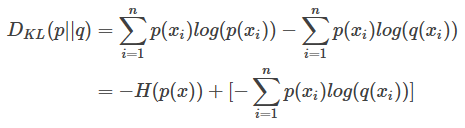 D_{KL}(p||q) = \sum_{i=1}^{n} p(x_i)log(p(x_i)) - \sum_{i=1}^{n} p(x_i)log(q(x_i))
= -H(p(x)) + [-\sum_{i=1}^{n} p(x_i)log(q(x_i))]